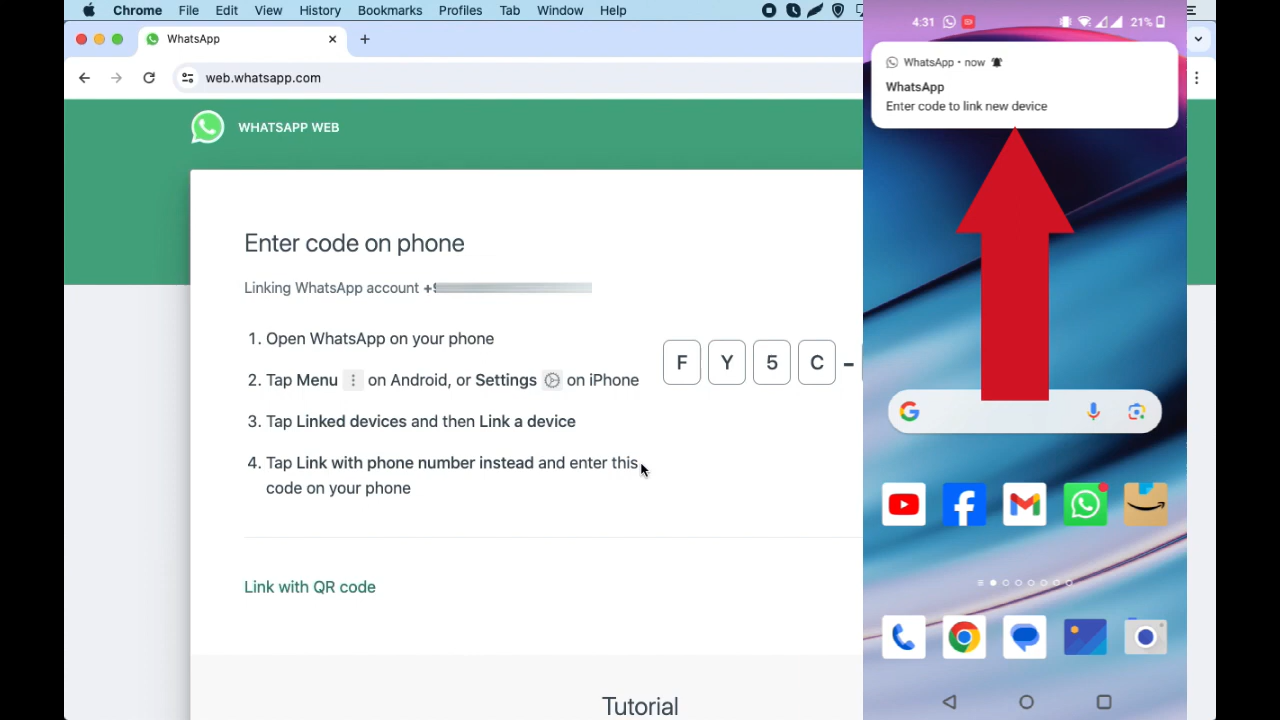 Chrome File Edit View History Bookmarks Profiles Tab Window Help
WhatsApp
web.whatsapp.com
WHATSAPP WEB
Enter code on phone
Linking WhatsApp account
1. Open WhatsApp on your phone
2. Tap Menu on Android, or Settings on iPhone
3. Tap Linked devices and then Link a device
4. Tap Link with phone number instead and enter this
code on your phone
F Y 5 C -
Link with QR code
Tutorial
4:31 21%
WhatsApp • now
WhatsApp
Enter code to link new device